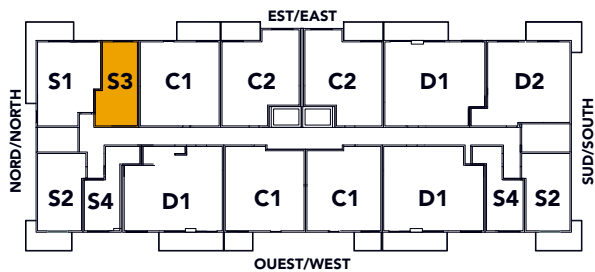 EST/EAST
S1 S3 C1 C2 C2 D1 D2
NORD/NORTH
SUD/SOUTH
S2 S4 D1 C1 C1 D1 S4 S2
OUEST/WEST